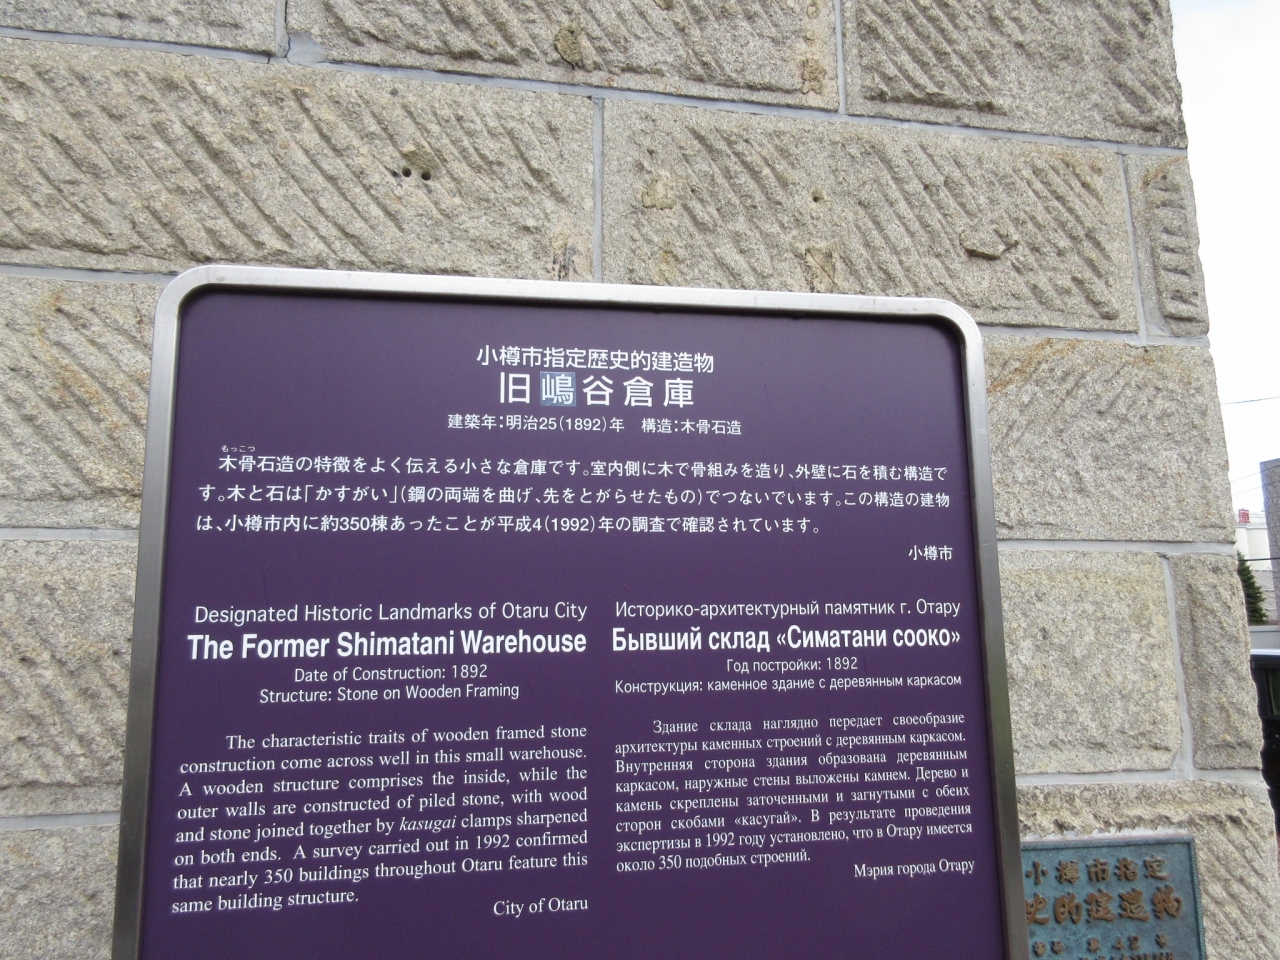 小樽市指定歴史的建造物
旧嶋谷倉庫
建築年：明治25（1892）年　構造：木骨石造
もっこつ
木骨石造の特徴をよく伝える小さな倉庫です。室内側に木で骨組みを造り、外壁に石を積む構造で
す。木と石は「かすがい」（鋼の両端を曲げ、先をとがらせたもの）でつないでいます。この構造の建物
は、小樽市内に約350棟あったことが平成4（1992）年の調査で確認されています。
小樽市
Designated Historic Landmarks of Otaru City
The Former Shimatani Warehouse
Date of Construction: 1892
Structure: Stone on Wooden Framing
The characteristic traits of wooden framed stone
construction come across well in this small warehouse.
A wooden structure comprises the inside, while the
outer walls are constructed of piled stone, with wood
and stone joined together by kasugai clamps sharpened
on both ends. A survey carried out in 1992 confirmed
that nearly 350 buildings throughout Otaru feature this
same building structure.
City of Otaru
Историко-архитектурный памятник г. Отару
Бывший склад «Симатани сооко»
Год постройки: 1892
Конструкция: каменное здание с деревянным каркасом
Здание склада наглядно передает своеобразие
архитектуры каменных строений с деревянным каркасом.
Внутренняя сторона здания образована деревянным
каркасом, наружные стены выложены камнем. Дерево и
камень скреплены заточенными и загнутыми с обеих
сторон скобами «касугай». В результате проведения
экспертизы в 1992 году установлено, что в Отару имеется
около 350 подобных строений.
Мэрия города Отару
小樽市指定
史的建造物